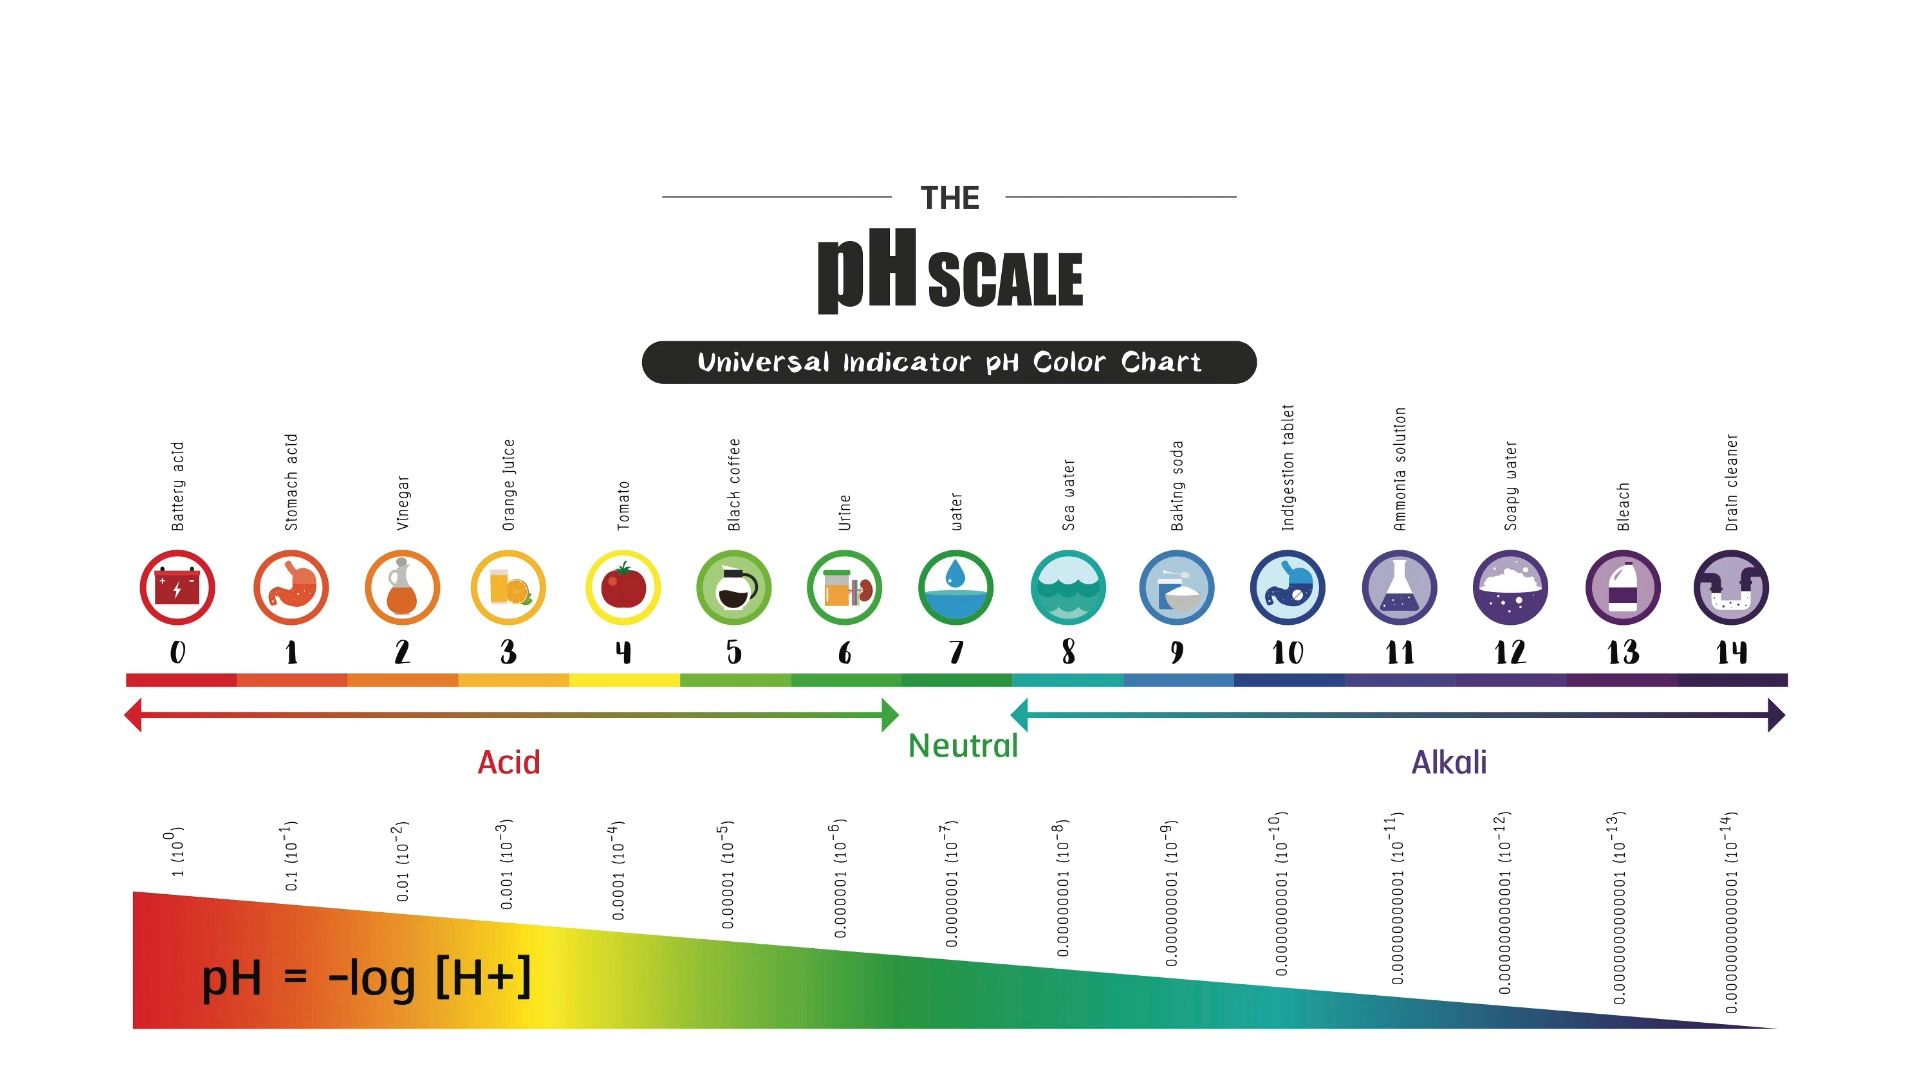 THE
pH SCALE
Universal Indicator pH Color Chart
Battery acid
Stomach acid
Vinegar
Orange juice
Tomato
Black coffee
Urine
water
Sea water
Baking soda
Indigestion tablet
Ammonia solution
Soapy water
Bleach
Drain cleaner
+ -
0 1 2 3 4 5 6 7 8 9 10 11 12 13 14
Acid
Neutral
Alkali
1 (10⁰)
0.1 (10⁻¹)
0.01 (10⁻²)
0.001 (10⁻³)
0.0001 (10⁻⁴)
0.00001 (10⁻⁵)
0.000001 (10⁻⁶)
0.0000001 (10⁻⁷)
0.00000001 (10⁻⁸)
0.000000001 (10⁻⁹)
0.0000000001 (10⁻¹⁰)
0.00000000001 (10⁻¹¹)
0.000000000001 (10⁻¹²)
0.0000000000001 (10⁻¹³)
0.00000000000001 (10⁻¹⁴)
pH = -log [H+]